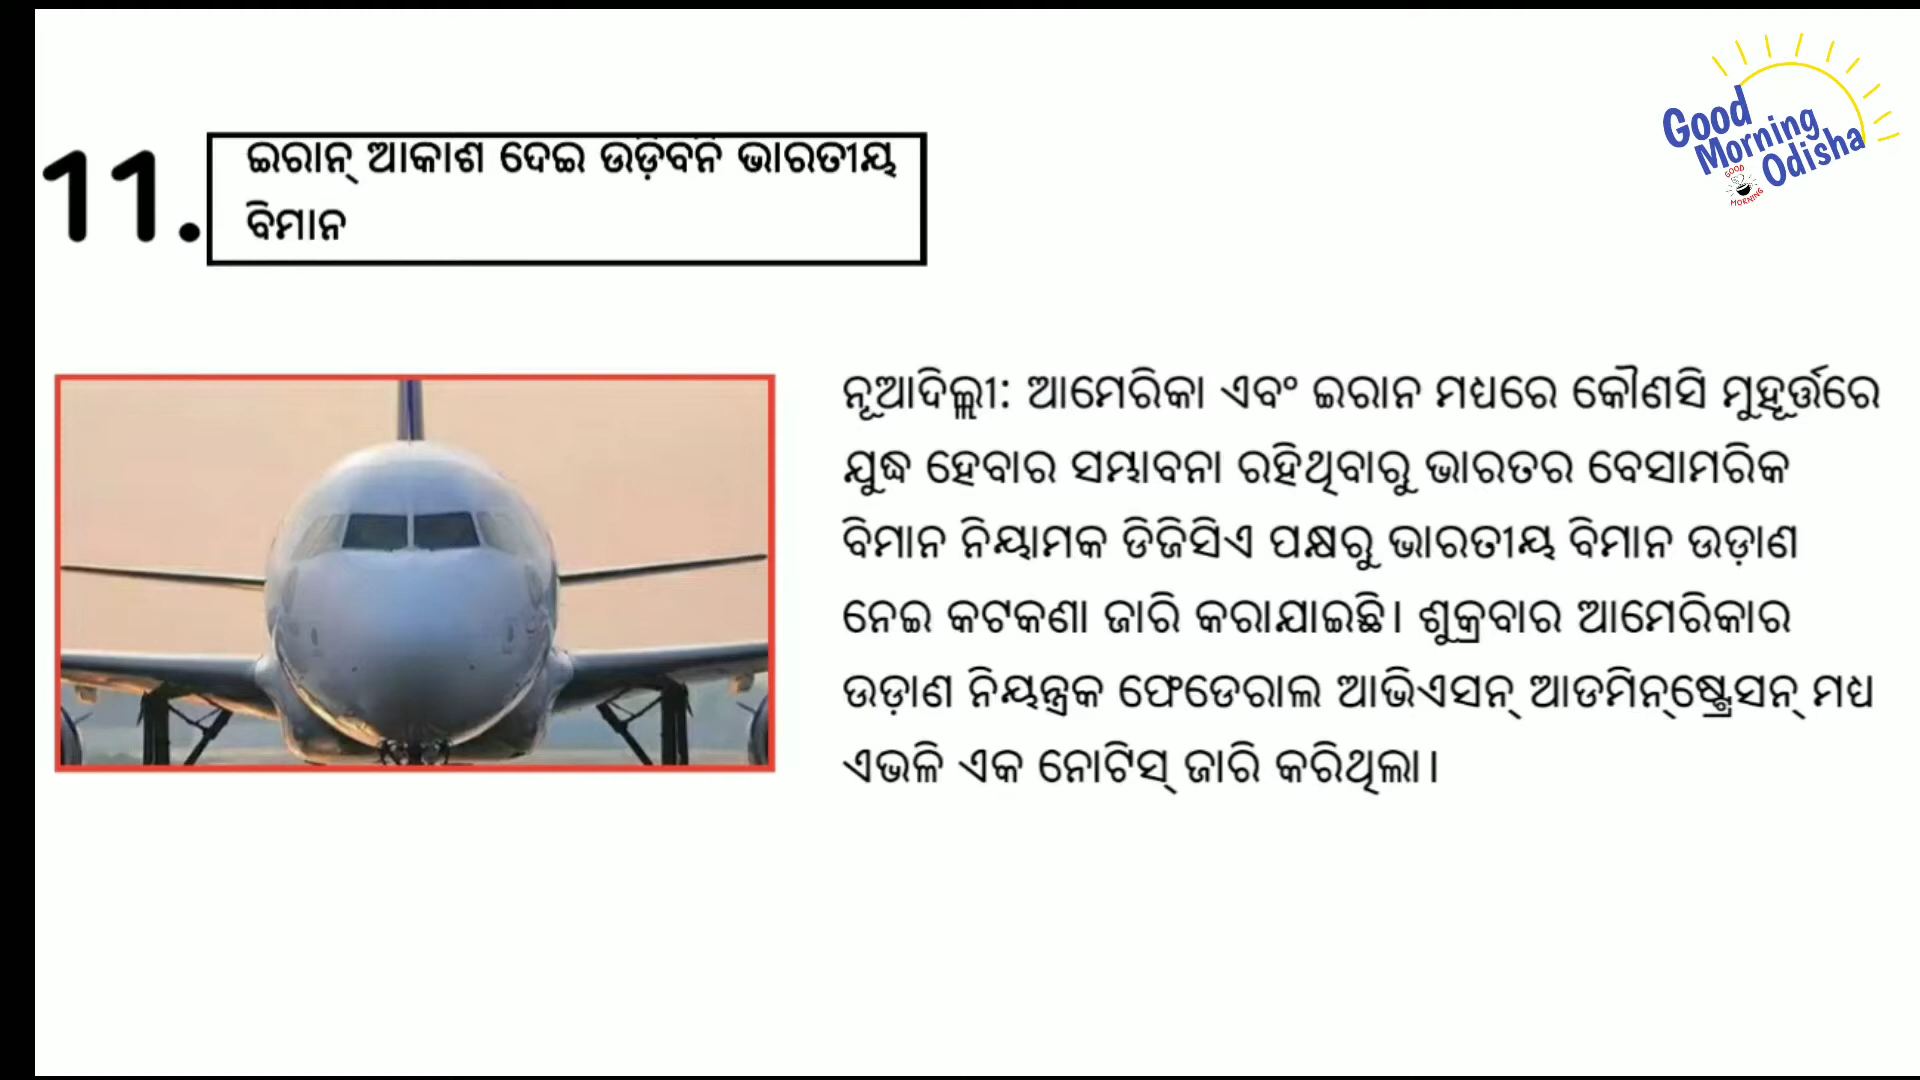 11.
ଇରାନ୍ ଆକାଶ ଦେଇ ଉଡ଼ିବନି ଭାରତୀୟ
ବିମାନ
Good
Morning
Odisha
GOOD
MORNING
ନୂଆଦିଲ୍ଲୀ: ଆମେରିକା ଏବଂ ଇରାନ ମଧ୍ୟରେ କୌଣସି ମୁହୂର୍ତ୍ତରେ
ଯୁଦ୍ଧ ହେବାର ସମ୍ଭାବନା ରହିଥିବାରୁ ଭାରତର ବେସାମରିକ
ବିମାନ ନିୟାମକ ଡିଜିସିଏ ପକ୍ଷରୁ ଭାରତୀୟ ବିମାନ ଉଡ଼ାଣ
ନେଇ କଟକଣା ଜାରି କରାଯାଇଛି। ଶୁକ୍ରବାର ଆମେରିକାର
ଉଡ଼ାଣ ନିୟନ୍ତ୍ରକ ଫେଡେରାଲ ଆଭିଏସନ୍ ଆଡମିନ୍‌ଷ୍ଟ୍ରେସନ୍ ମଧ୍ୟ
ଏଭଳି ଏକ ନୋଟିସ୍ ଜାରି କରିଥିଲା।